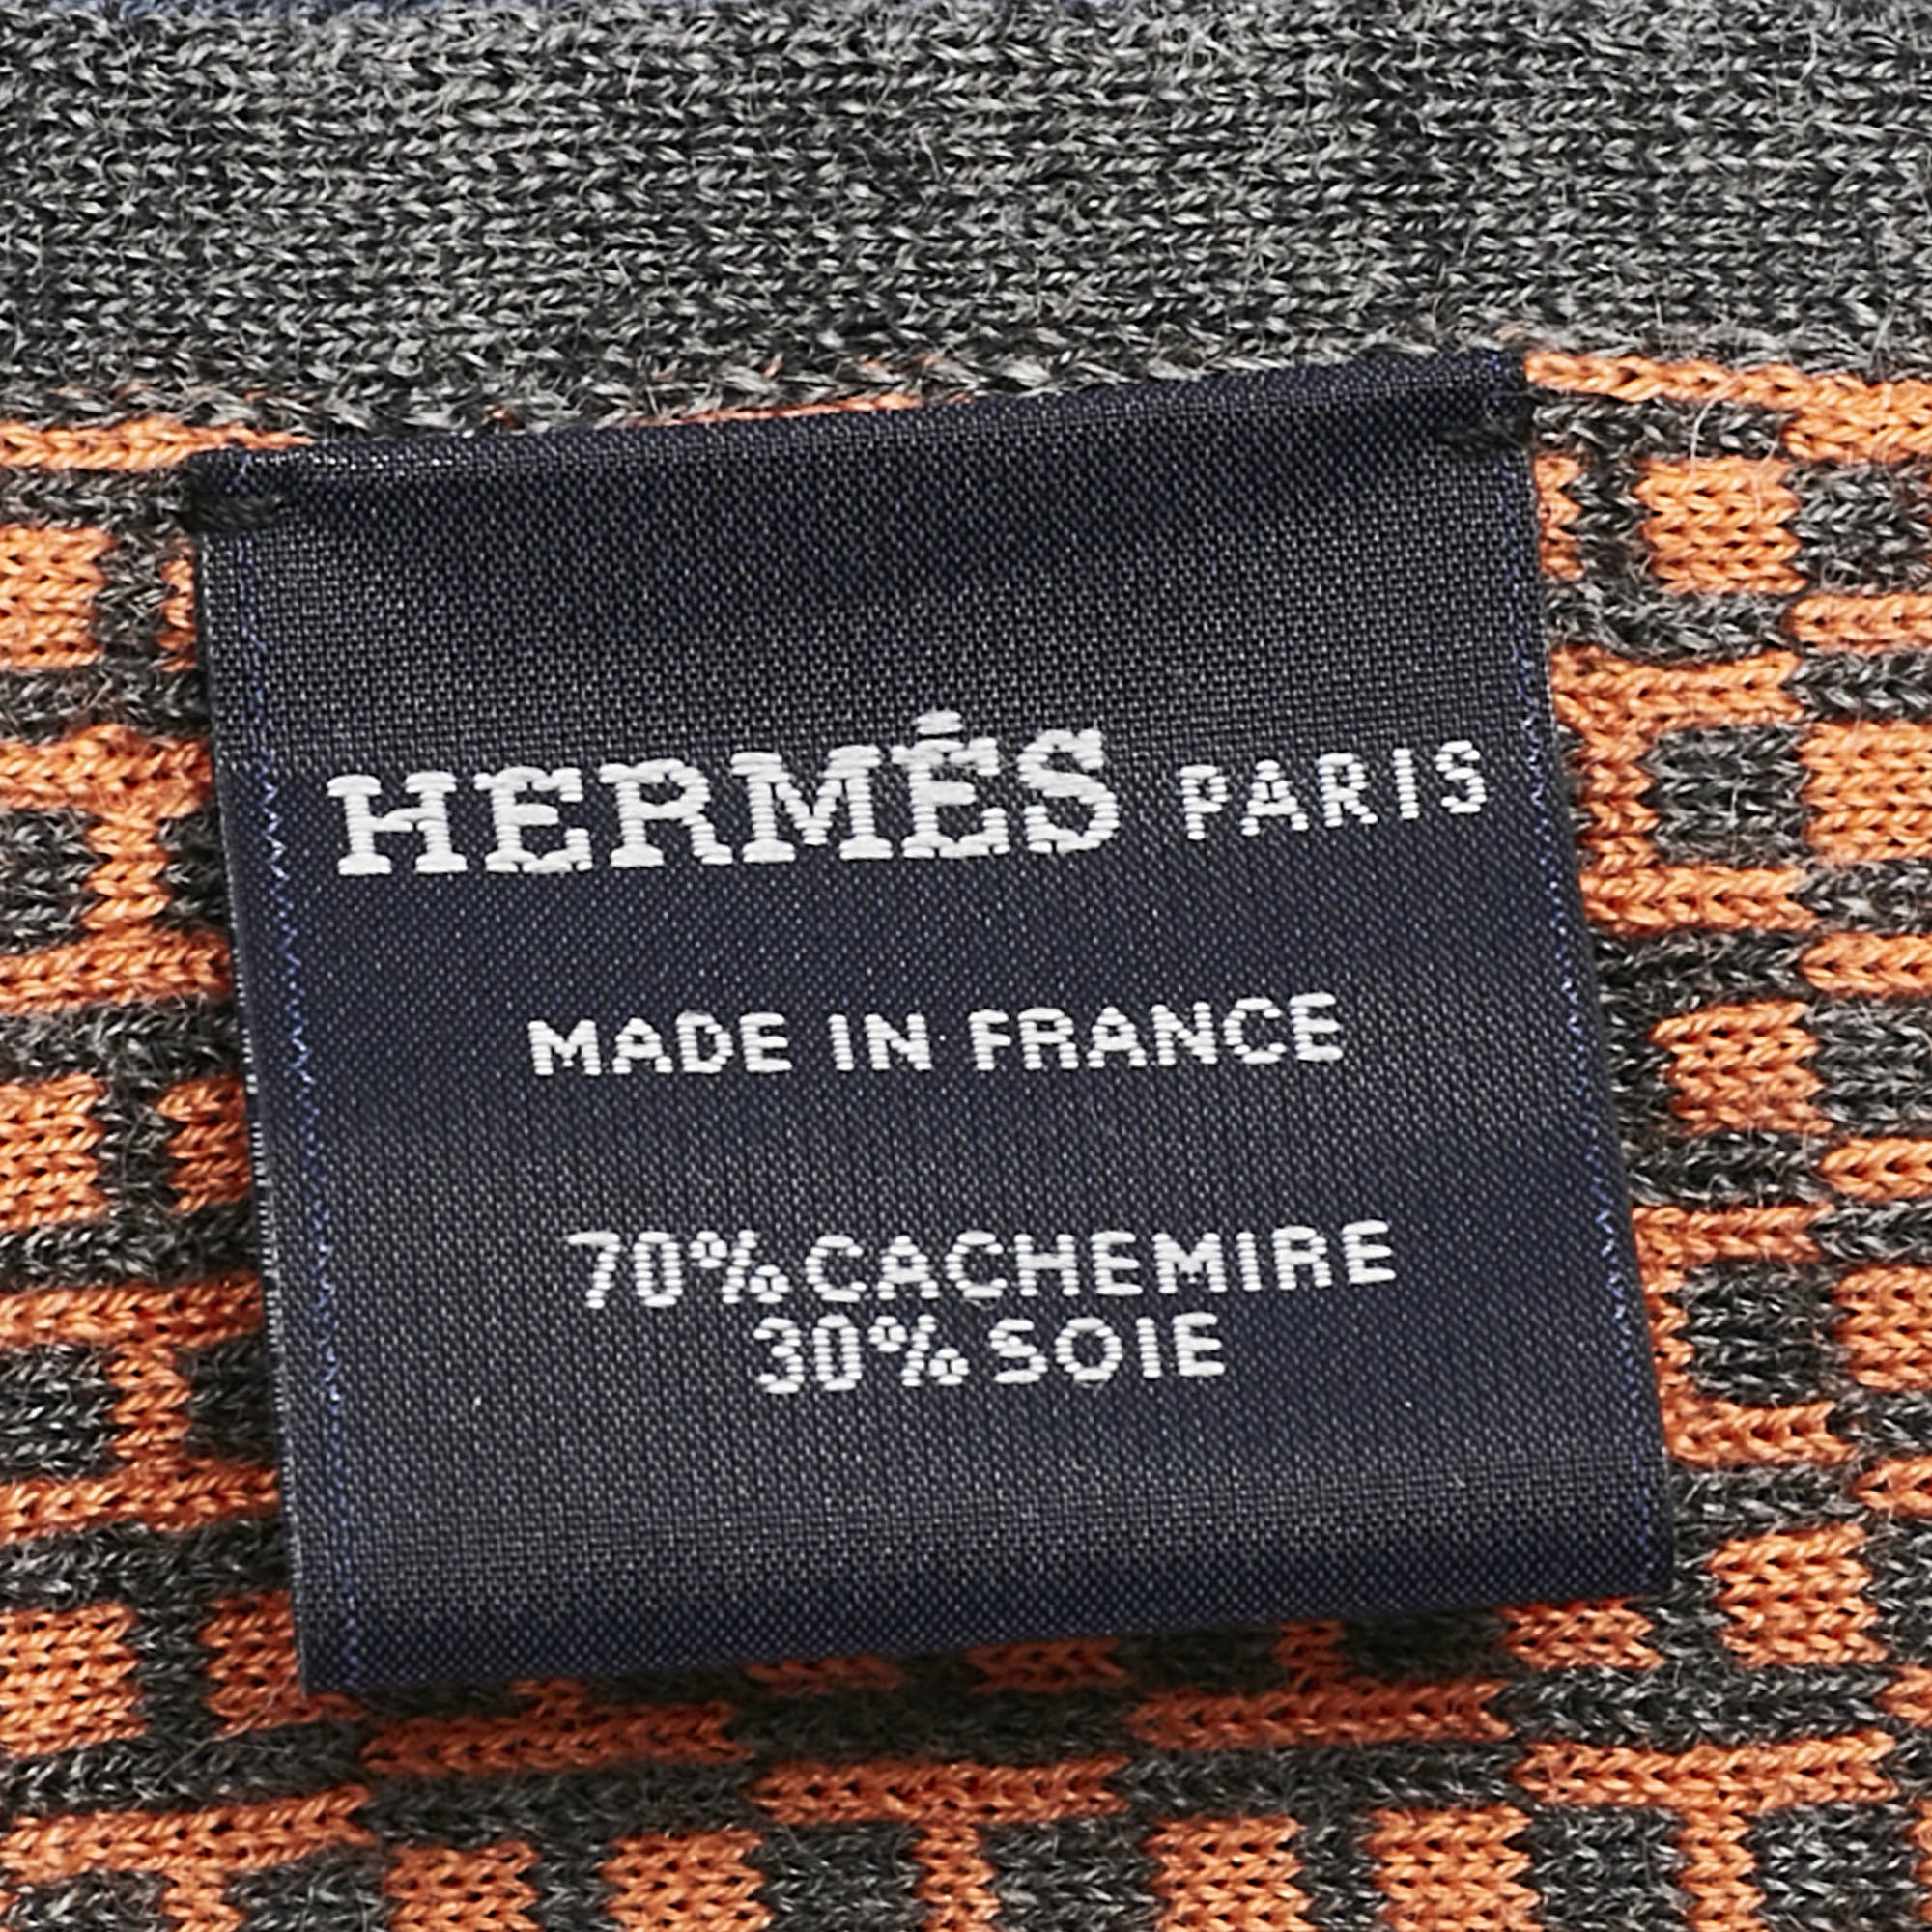 HERMÈS PARIS
MADE IN FRANCE
70% CACHEMIRE
30% SOIE